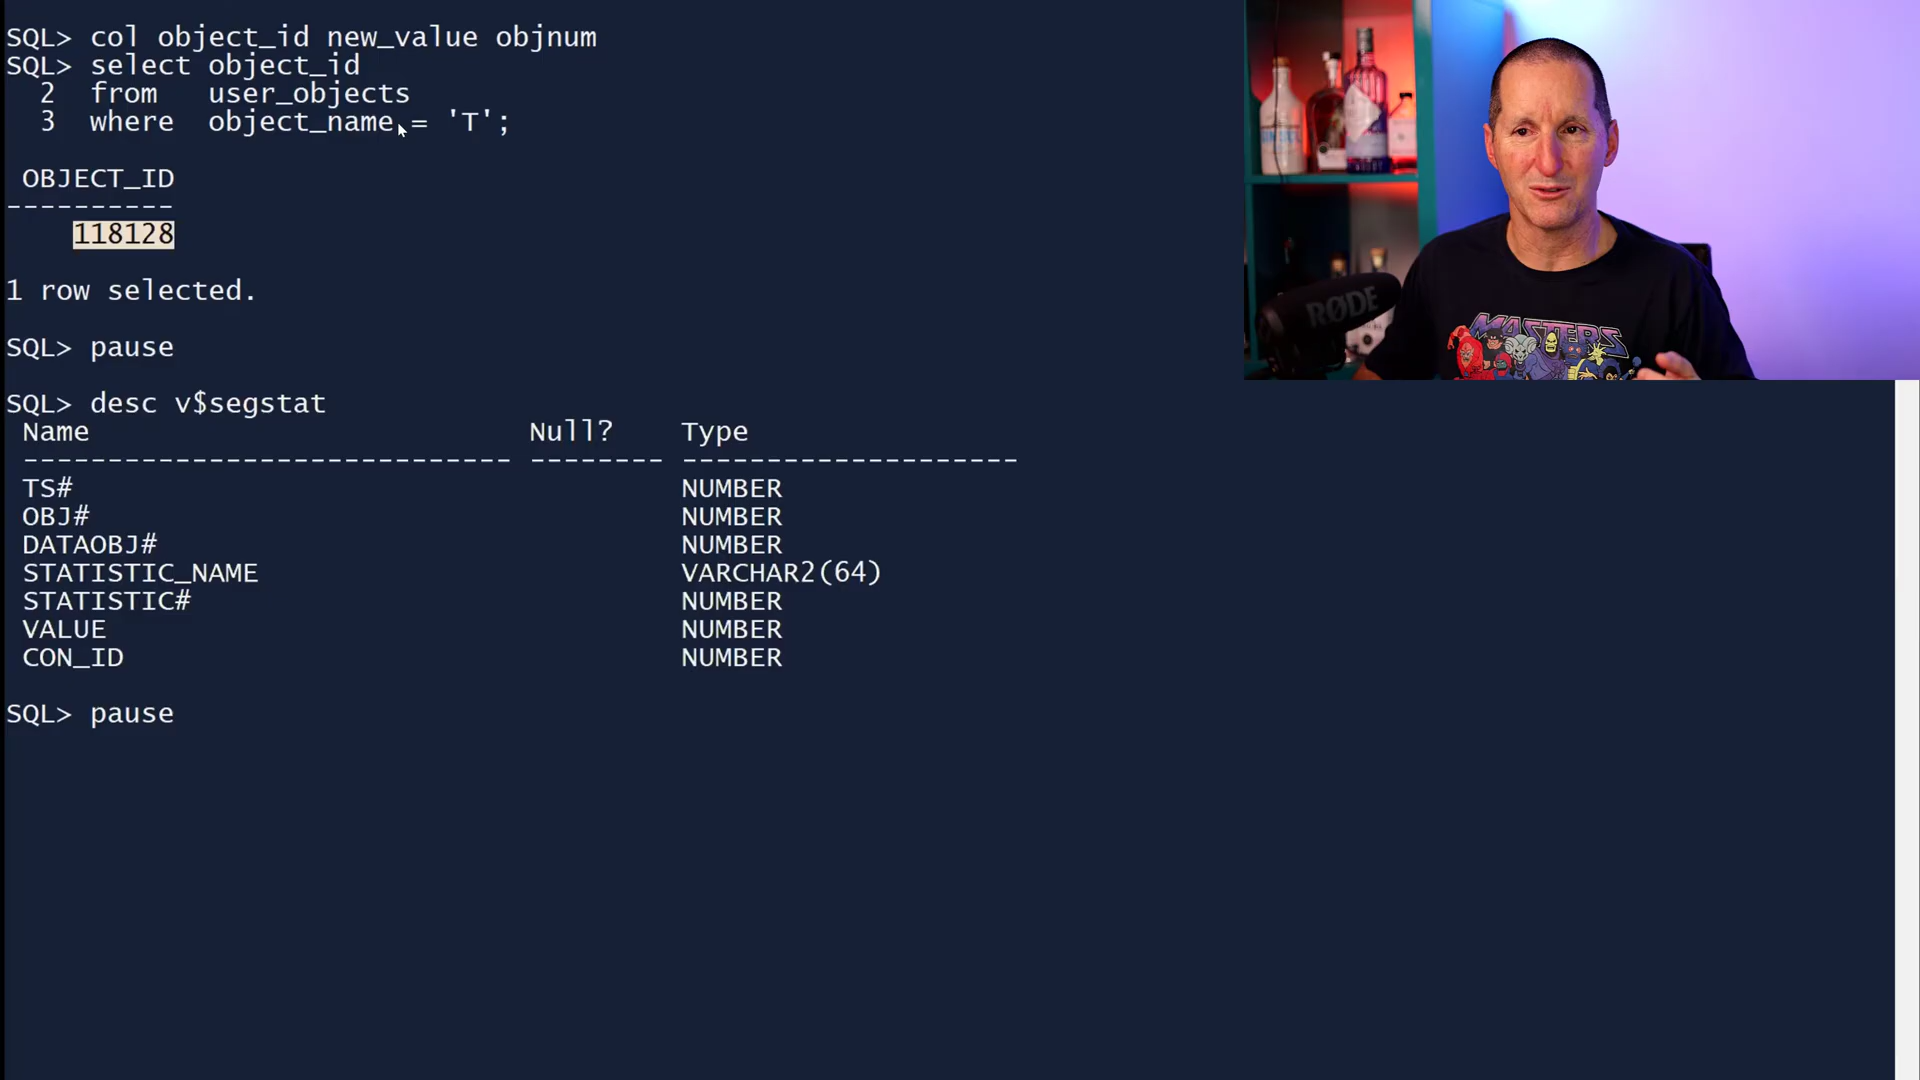 SQL> col object_id new_value objnum
SQL> select object_id
2 from user_objects
3 where object_name = 'T';
OBJECT_ID
----------
118128
1 row selected.
SQL> pause
SQL> desc v$segstat
Name Null? Type
----------------------------- -------- --------------------
TS# NUMBER
OBJ# NUMBER
DATAOBJ# NUMBER
STATISTIC_NAME VARCHAR2(64)
STATISTIC# NUMBER
VALUE NUMBER
CON_ID NUMBER
SQL> pause
RØDE
MASTERS